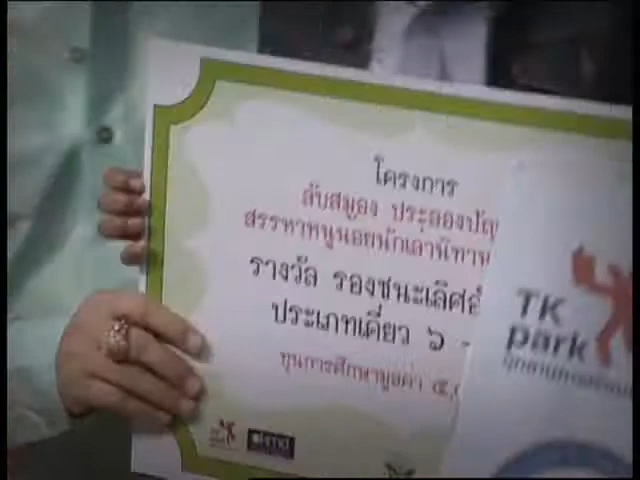 โครงการ
ลับสมอง ประลองปัญ
สรรหาหนูน้อยนักเล่านิทาน
รางวัล รองชนะเลิศอั
ประเภทเดี่ยว ๖ -
ทุนการศึกษามูลค่า ๕,๐
TK
park